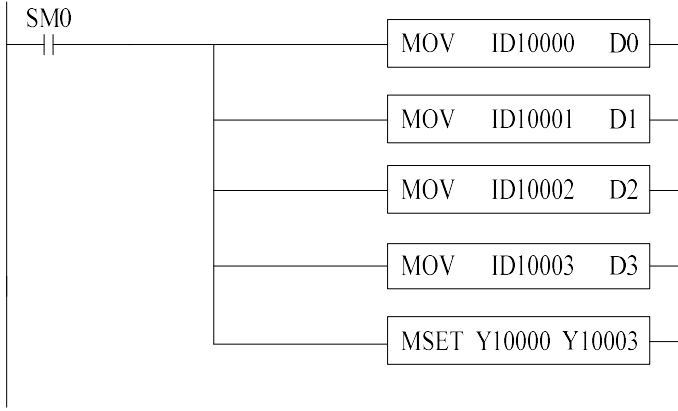 SM0
MOV ID10000 D0
MOV ID10001 D1
MOV ID10002 D2
MOV ID10003 D3
MSET Y10000 Y10003